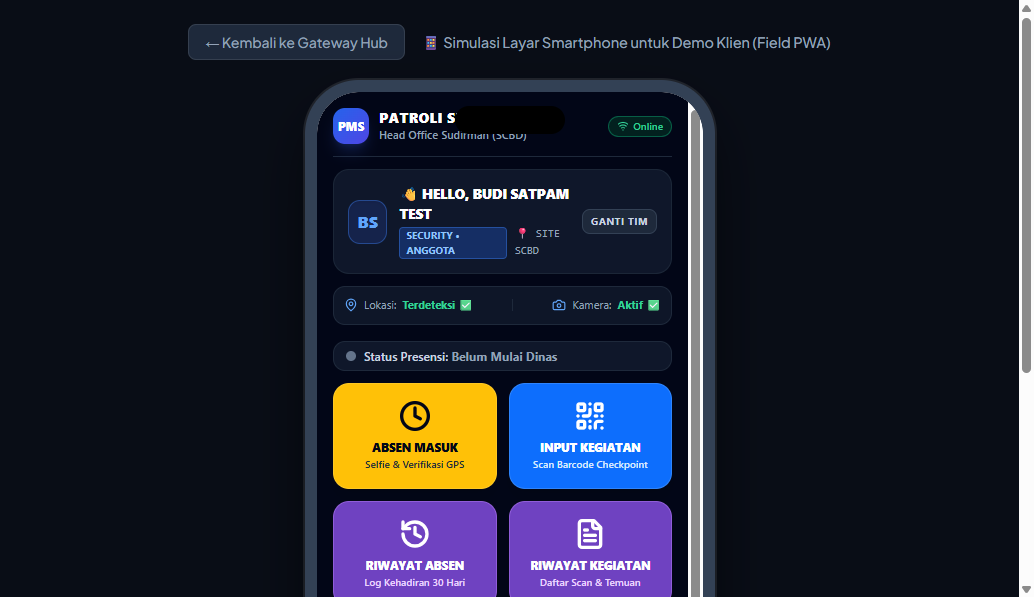 ← Kembali ke Gateway Hub
Simulasi Layar Smartphone untuk Demo Klien (Field PWA)
PMS
PATROLI
Head Office Sudirman (SCBD)
Online
BS
HELLO, BUDI SATPAM
TEST
SECURITY •
ANGGOTA
SITE
SCBD
GANTI TIM
Lokasi: Terdeteksi ✅
Kamera: Aktif ✅
Status Presensi: Belum Mulai Dinas
ABSEN MASUK
Selfie & Verifikasi GPS
INPUT KEGIATAN
Scan Barcode Checkpoint
RIWAYAT ABSEN
Log Kehadiran 30 Hari
RIWAYAT KEGIATAN
Daftar Scan & Temuan